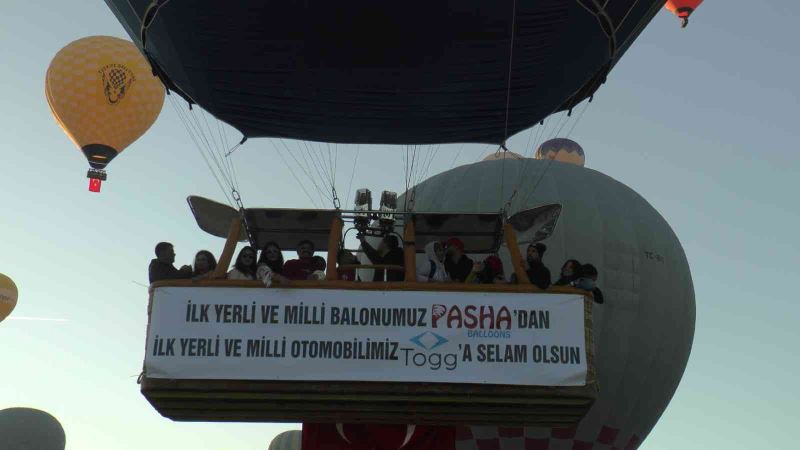 İLK YERLİ VE MİLLİ BALONUMUZ PASHA'DAN
BALLOONS
İLK YERLİ VE MİLLİ OTOMOBİLİMİZ Togg'A SELAM OLSUN